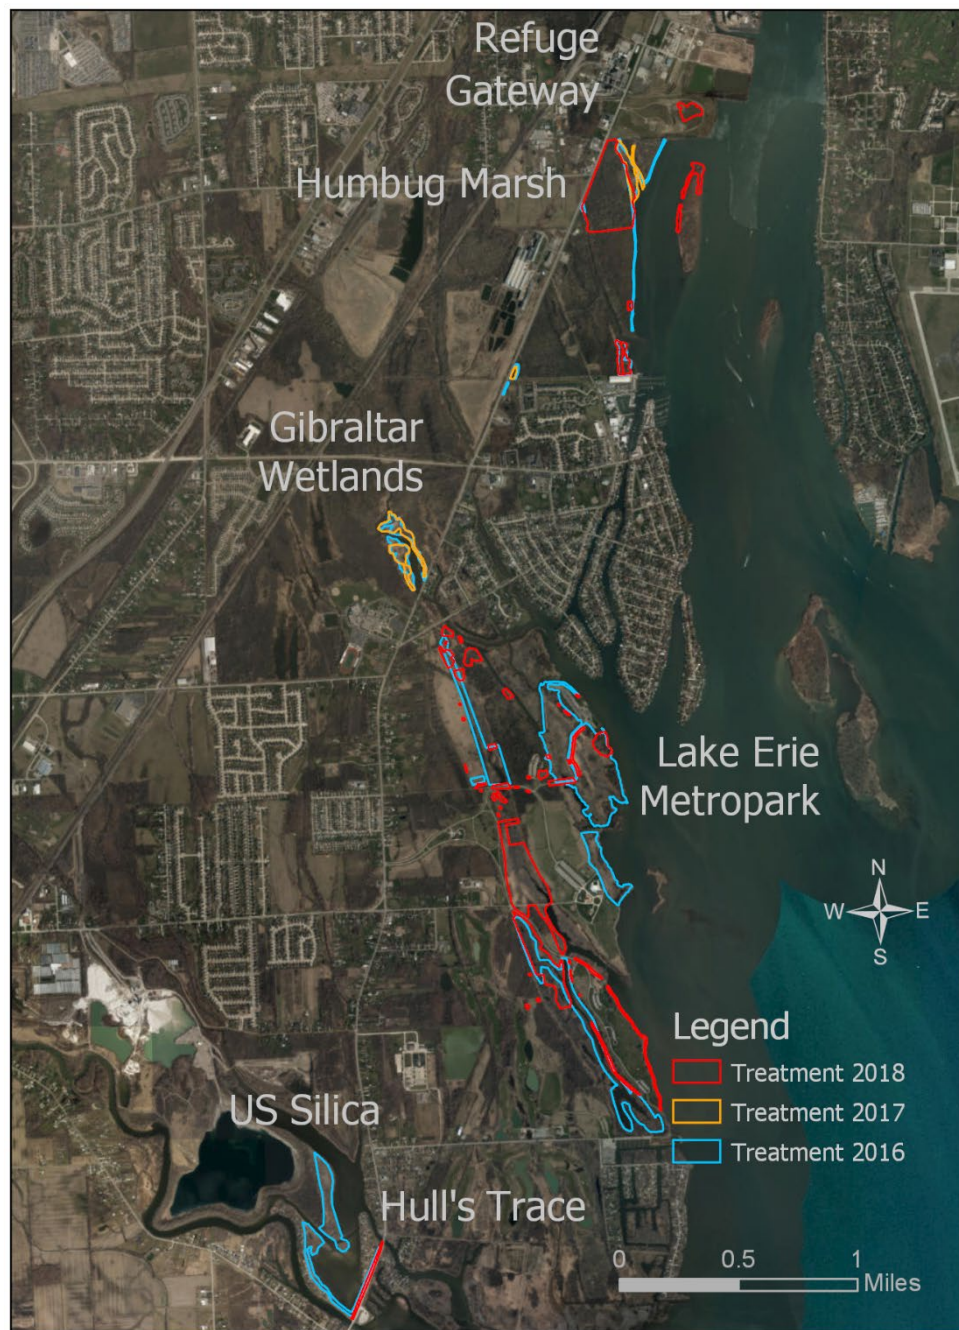 Refuge
Gateway
Humbug Marsh
Gibraltar
Wetlands
Lake Erie
Metropark
N
W E
S
Legend
Treatment 2018
Treatment 2017
Treatment 2016
US Silica
Hull's Trace
0 0.5 1
Miles